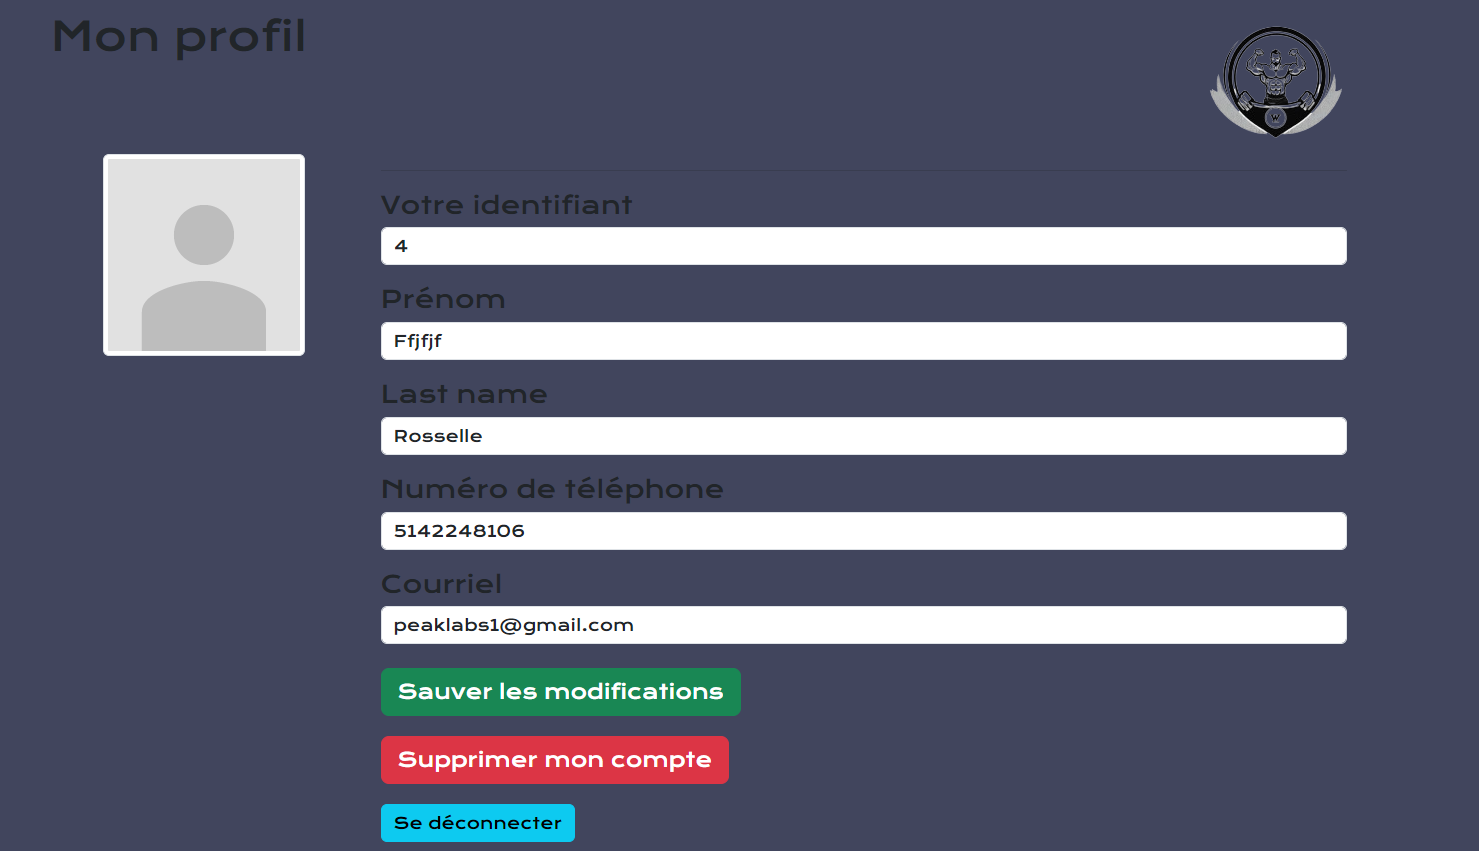 Mon profil
W
Votre identifiant
4
Prénom
Ffjfjf
Last name
Rosselle
Numéro de téléphone
5142248106
Courriel
peaklabs1@gmail.com
Sauver les modifications
Supprimer mon compte
Se déconnecter